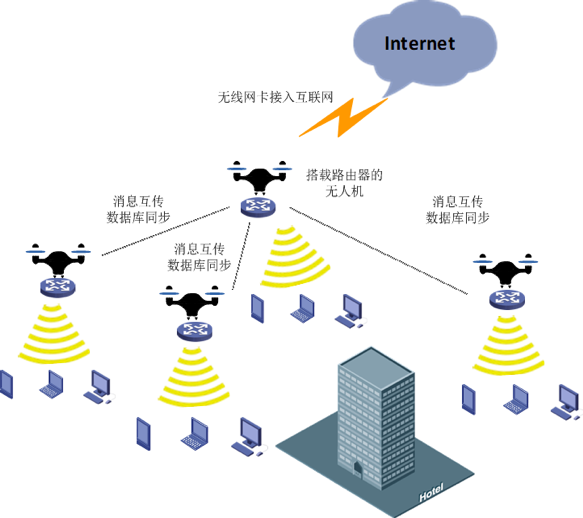 Internet
无线网卡接入互联网
搭载路由器的
无人机
消息互传
数据库同步
消息互传
数据库同步
消息互传
数据库同步
Hotel